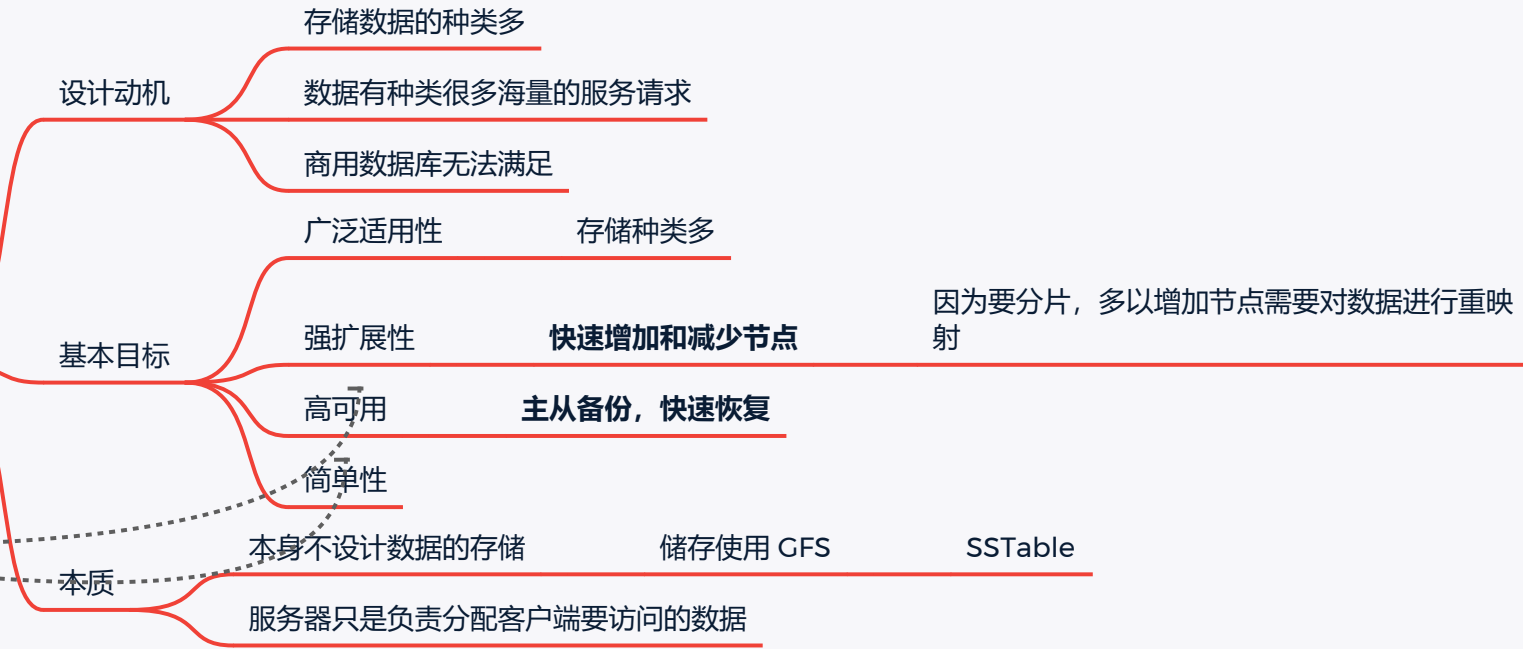 存储数据的种类多
设计动机
数据有种类很多海量的服务请求
商用数据库无法满足
广泛适用性 存储种类多
因为要分片，多以增加节点需要对数据进行重映
射
强扩展性 快速增加和减少节点
基本目标
高可用 主从备份，快速恢复
简单性
本身不设计数据的存储 储存使用 GFS SSTable
本质
服务器只是负责分配客户端要访问的数据